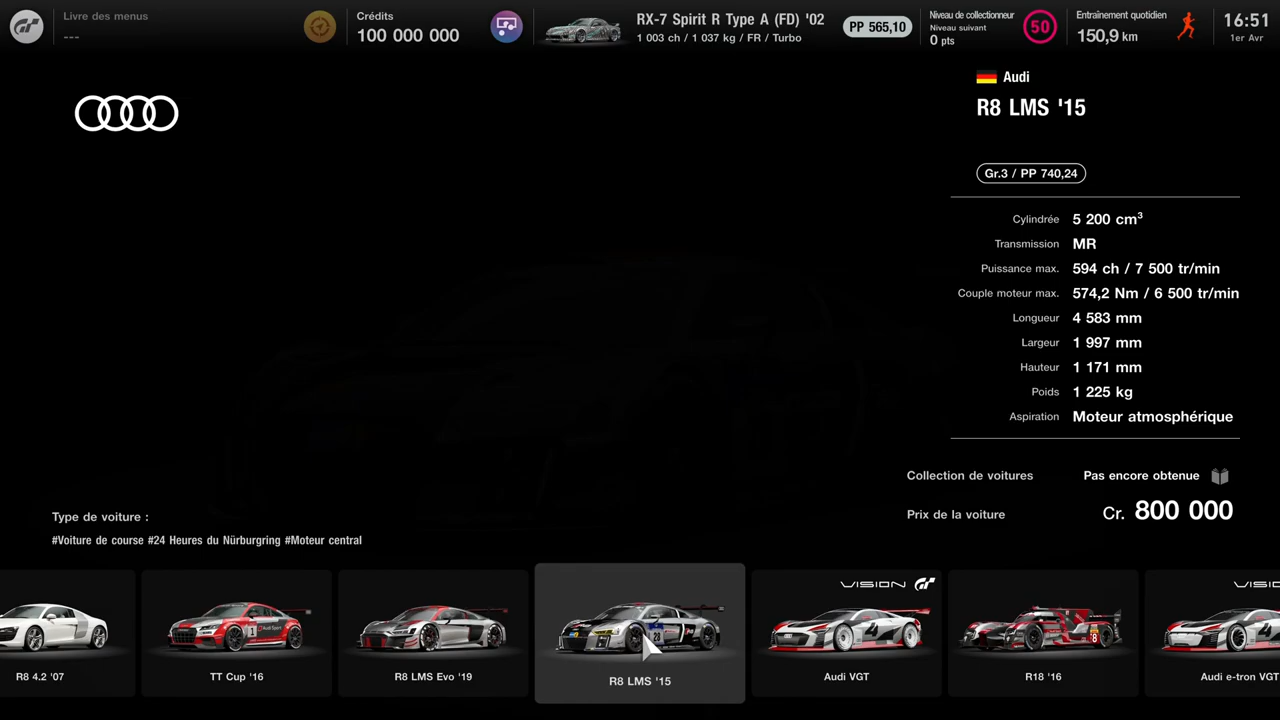 Livre des menus
---
Crédits
100 000 000
RX-7 Spirit R Type A (FD) '02
1 003 ch / 1 037 kg / FR / Turbo
PP 565,10
Niveau de collectionneur
Niveau suivant
0 pts
50
Entraînement quotidien
150,9 km
16:51
1er Avr
Audi
R8 LMS '15
Gr.3 / PP 740,24
Cylindrée 5 200 cm³
Transmission MR
Puissance max. 594 ch / 7 500 tr/min
Couple moteur max. 574,2 Nm / 6 500 tr/min
Longueur 4 583 mm
Largeur 1 997 mm
Hauteur 1 171 mm
Poids 1 225 kg
Aspiration Moteur atmosphérique
Collection de voitures Pas encore obtenue
Prix de la voiture Cr. 800 000
Type de voiture :
#Voiture de course #24 Heures du Nürburgring #Moteur central
R8 4.2 '07
TT Cup '16
R8 LMS Evo '19
R8 LMS '15
VISION GT
Audi VGT
R18 '16
VISIO
Audi e-tron VGT